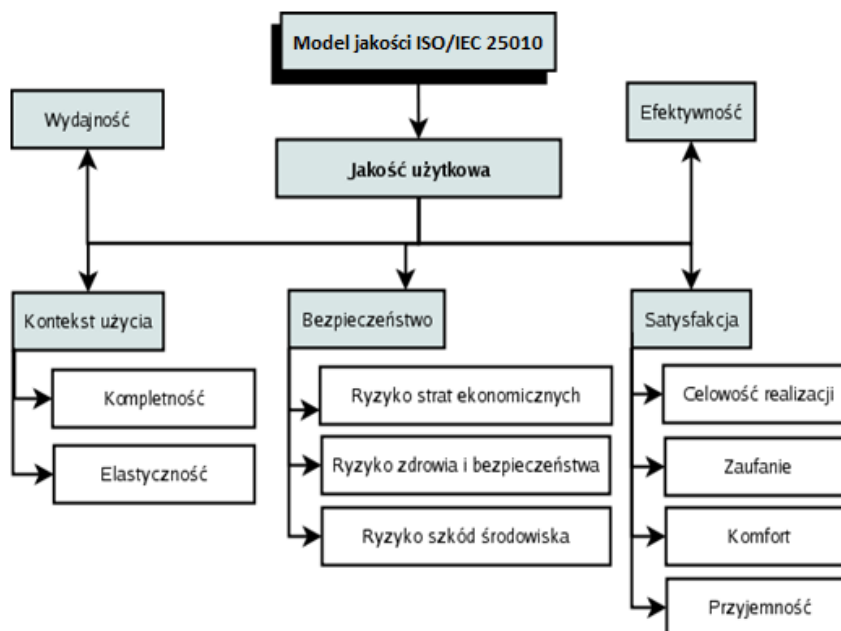 Model jakości ISO/IEC 25010
Wydajność
Efektywność
Jakość użytkowa
Kontekst użycia
Bezpieczeństwo
Satysfakcja
Kompletność
Ryzyko strat ekonomicznych
Celowość realizacji
Elastyczność
Ryzyko zdrowia i bezpieczeństwa
Zaufanie
Ryzyko szkód środowiska
Komfort
Przyjemność